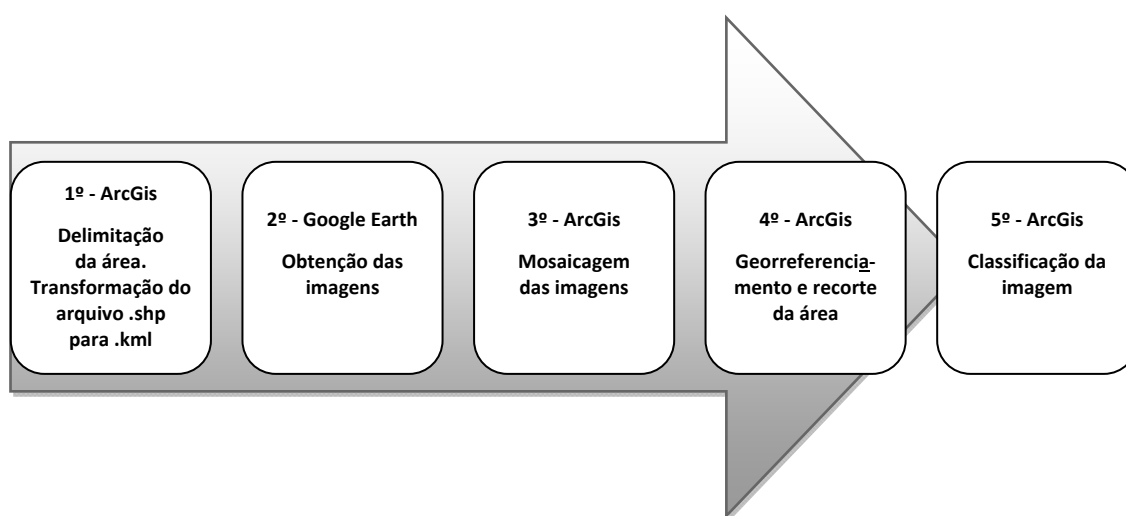 1º - ArcGis
Delimitação
da área.
Transformação do
arquivo .shp
para .kml
2º - Google Earth
Obtenção das
imagens
3º - ArcGis
Mosaicagem
das imagens
4º - ArcGis
Georreferencia-
mento e recorte
da área
5º - ArcGis
Classificação da
imagem